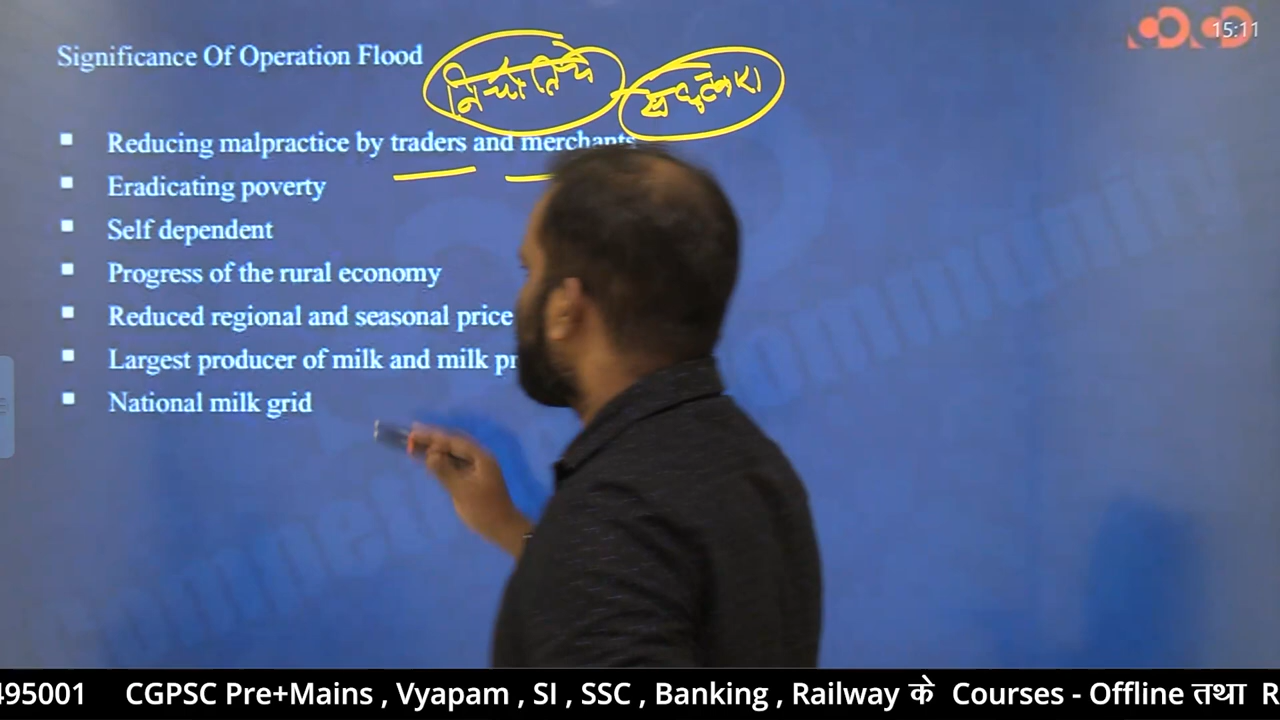 15:11
Significance Of Operation Flood
Reducing malpractice by traders and merchants
Eradicating poverty
Self dependent
Progress of the rural economy
Reduced regional and seasonal price
Largest producer of milk and milk
National milk grid
495001 CGPSC Pre+Mains , Vyapam , SI , SSC , Banking , Railway के Courses - Offline तथा